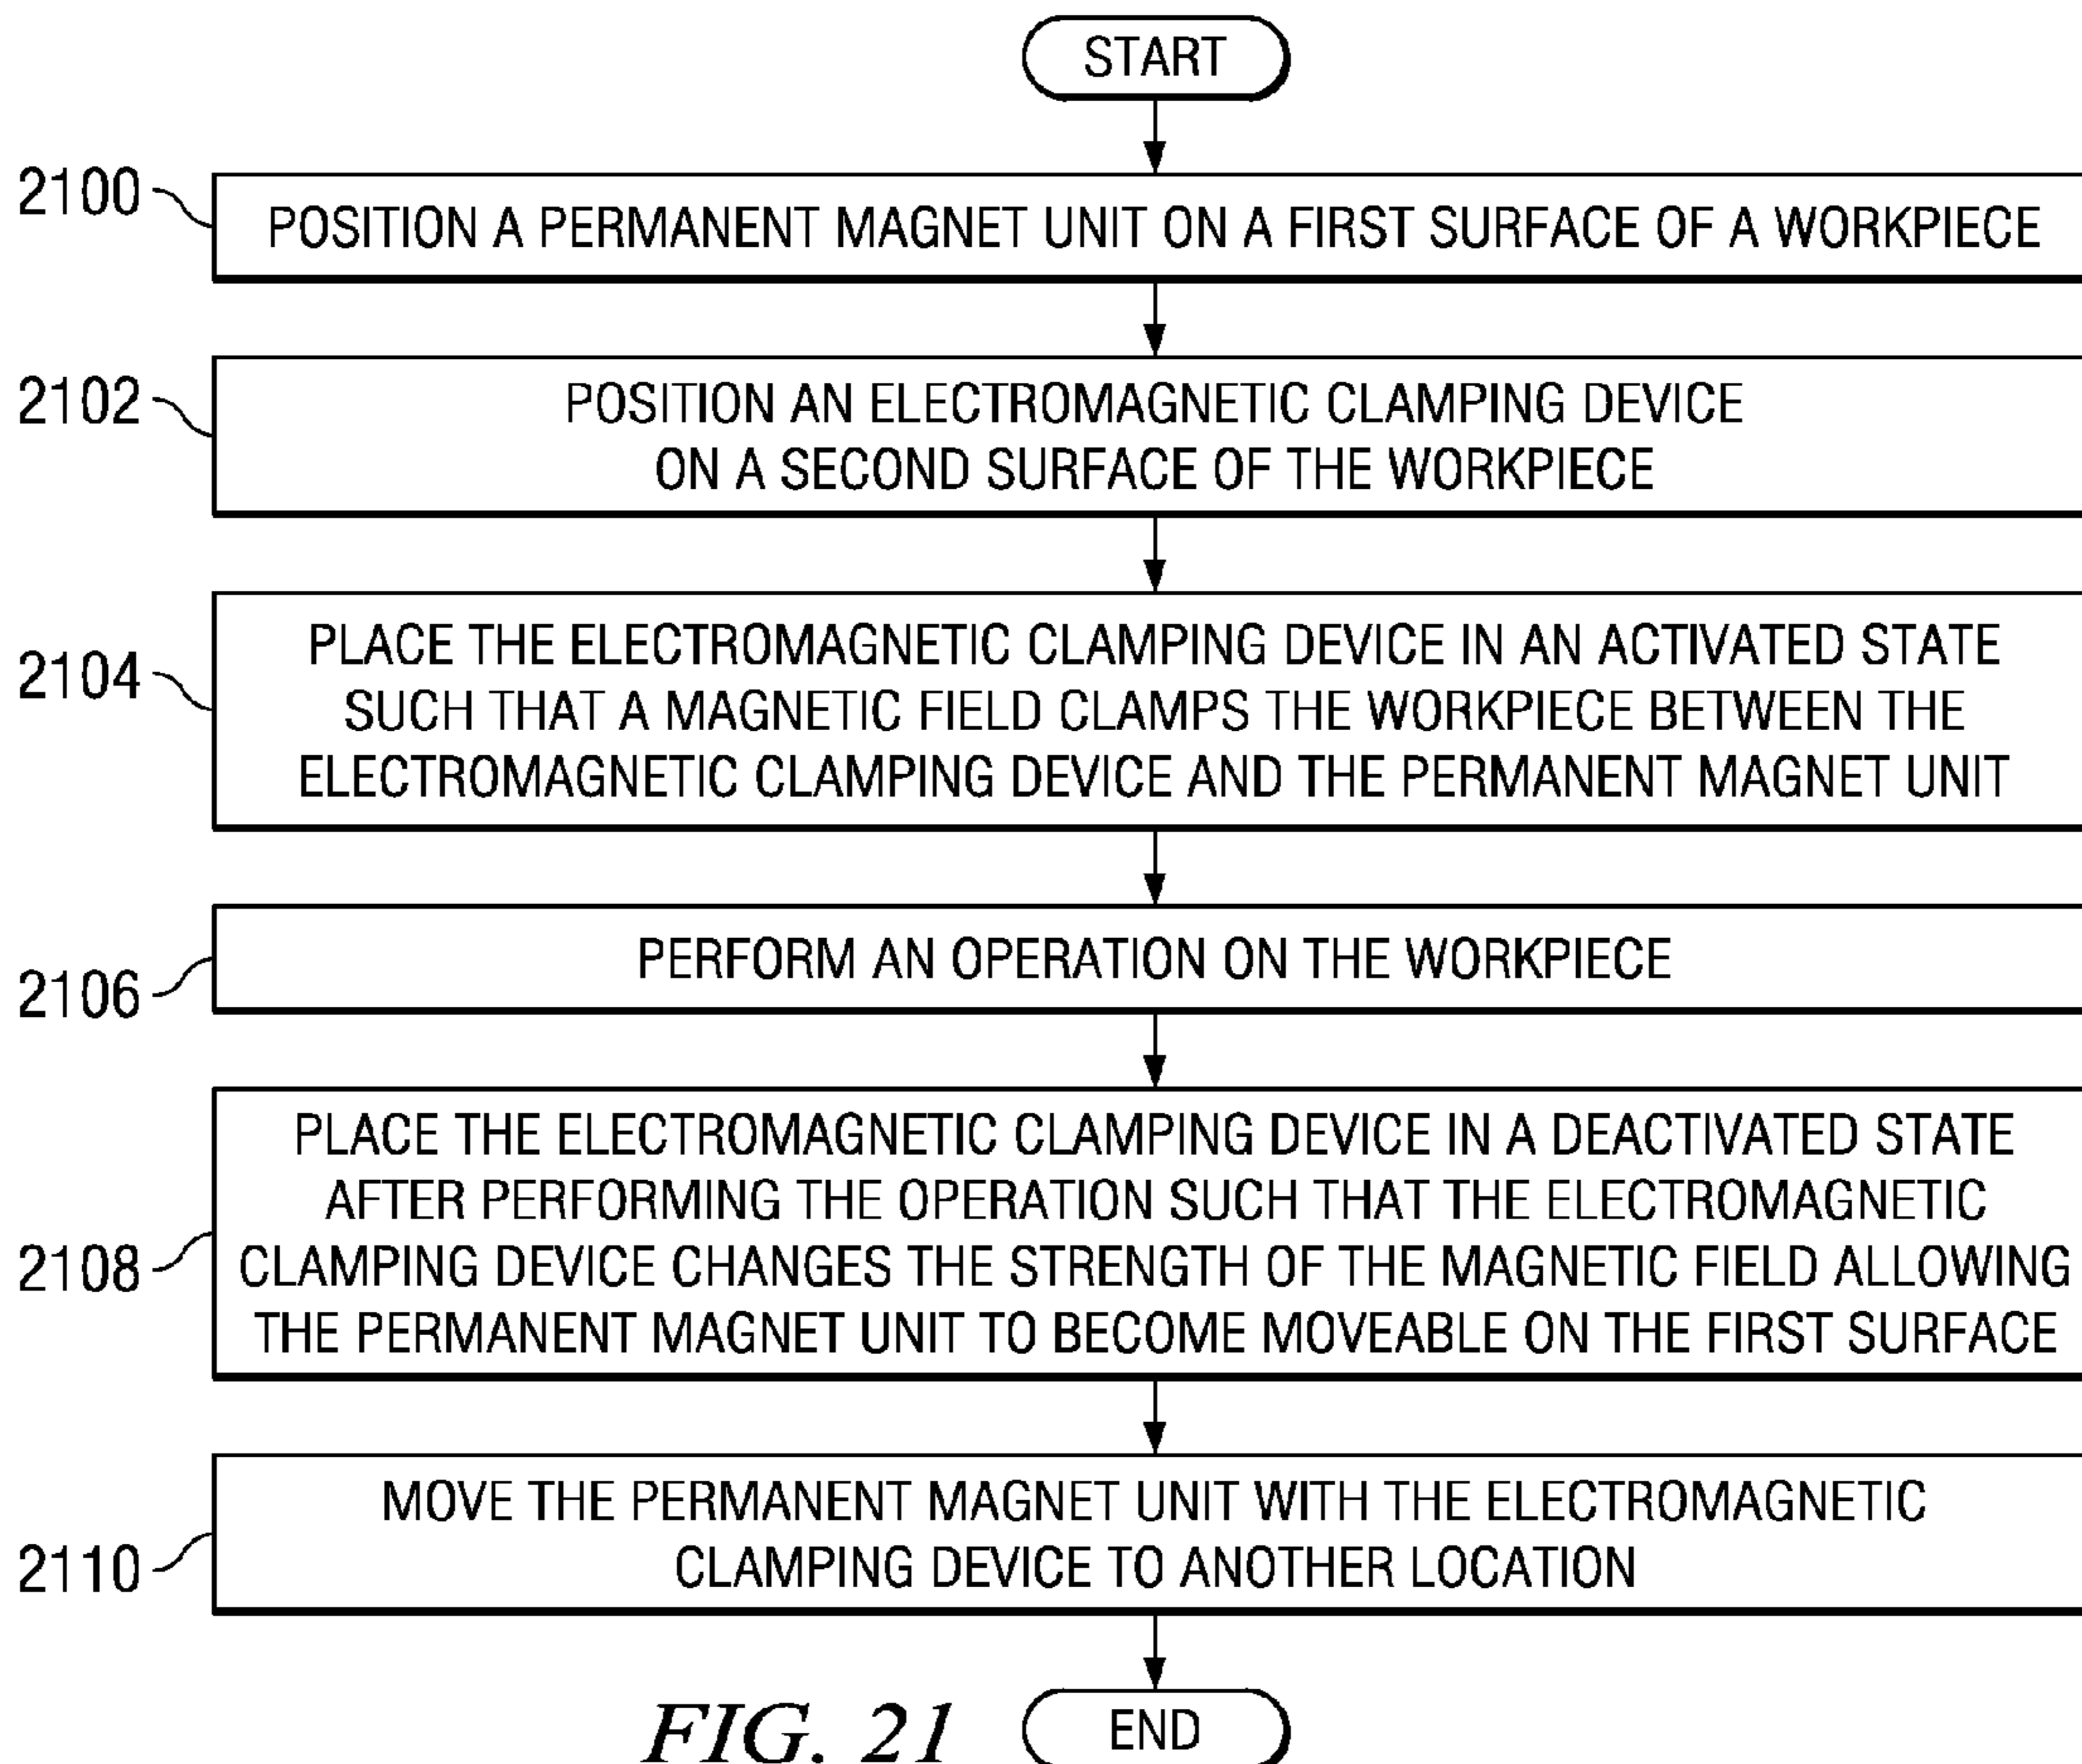 START
2100
POSITION A PERMANENT MAGNET UNIT ON A FIRST SURFACE OF A WORKPIECE
2102
POSITION AN ELECTROMAGNETIC CLAMPING DEVICE
ON A SECOND SURFACE OF THE WORKPIECE
2104
PLACE THE ELECTROMAGNETIC CLAMPING DEVICE IN AN ACTIVATED STATE
SUCH THAT A MAGNETIC FIELD CLAMPS THE WORKPIECE BETWEEN THE
ELECTROMAGNETIC CLAMPING DEVICE AND THE PERMANENT MAGNET UNIT
2106
PERFORM AN OPERATION ON THE WORKPIECE
2108
PLACE THE ELECTROMAGNETIC CLAMPING DEVICE IN A DEACTIVATED STATE
AFTER PERFORMING THE OPERATION SUCH THAT THE ELECTROMAGNETIC
CLAMPING DEVICE CHANGES THE STRENGTH OF THE MAGNETIC FIELD ALLOWING
THE PERMANENT MAGNET UNIT TO BECOME MOVEABLE ON THE FIRST SURFACE
2110
MOVE THE PERMANENT MAGNET UNIT WITH THE ELECTROMAGNETIC
CLAMPING DEVICE TO ANOTHER LOCATION
FIG. 21
END